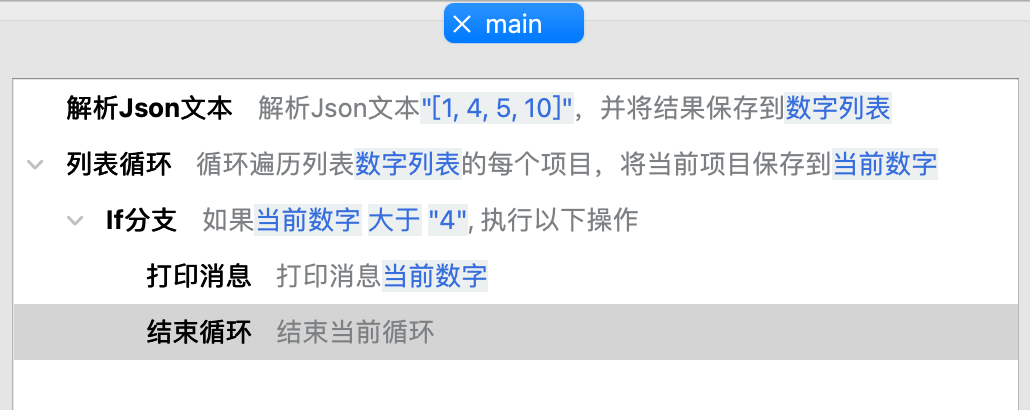 main
解析Json文本 解析Json文本"[1, 4, 5, 10]"，并将结果保存到数字列表
列表循环 循环遍历列表数字列表的每个项目，将当前项目保存到当前数字
If分支 如果当前数字 大于 "4", 执行以下操作
打印消息 打印消息当前数字
结束循环 结束当前循环